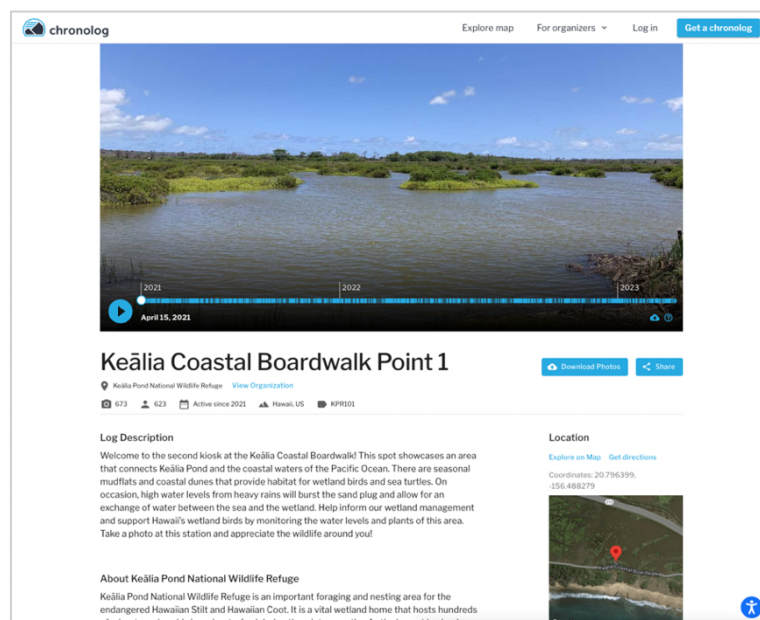 chronolog
Explore map
For organizers
Log in
Get a chronolog
2021
2022
2023
April 15, 2021
Keālia Coastal Boardwalk Point 1
Download Photos
Share
Keālia Pond National Wildlife Refuge
View Organization
673
623
Active since 2021
Hawaii, US
KPR101
Log Description
Welcome to the second kiosk at the Keālia Coastal Boardwalk! This spot showcases an area
that connects Keālia Pond and the coastal waters of the Pacific Ocean. There are seasonal
mudflats and coastal dunes that provide habitat for wetland birds and sea turtles. On
occasion, high water levels from heavy rains will burst the sand plug and allow for an
exchange of water between the sea and the wetland. Help inform our wetland management
and support Hawaii's wetland birds by monitoring the water levels and plants of this area.
Take a photo at this station and appreciate the wildlife around you!
Location
Explore on Map
Get directions
Coordinates: 20.796399,
-156.488279
Coastal Boardwalk
About Keālia Pond National Wildlife Refuge
Keālia Pond National Wildlife Refuge is an important foraging and nesting area for the
endangered Hawaiian Stilt and Hawaiian Coot. It is a vital wetland home that hosts hundreds